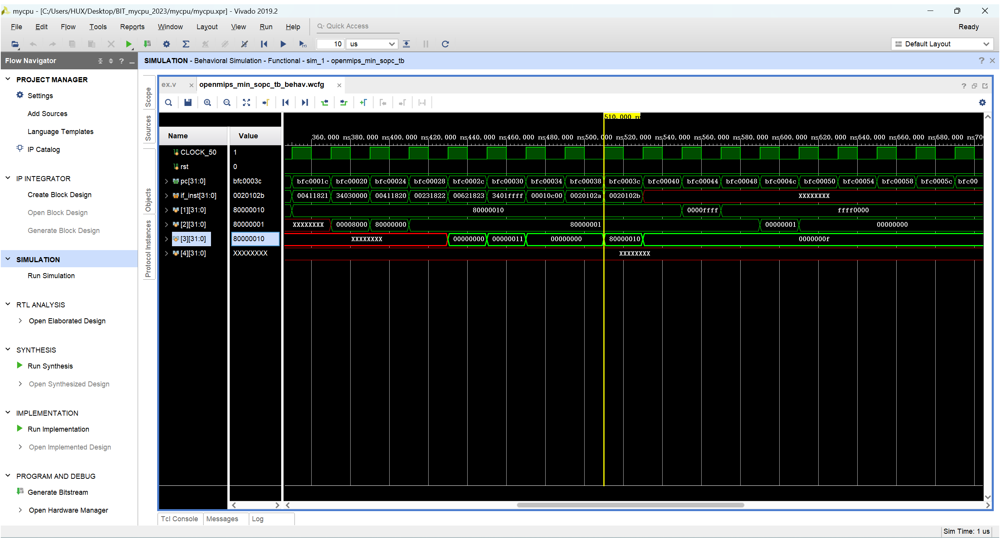 mycpu - [C:/Users/HUX/Desktop/BIT_mycpu_2023/mycpu/mycpu.xpr] - Vivado 2019.2
File Edit Flow Tools Reports Window Layout View Run Help Quick Access Ready
10 us Default Layout
Flow Navigator
SIMULATION - Behavioral Simulation - Functional - sim_1 - openmips_min_sopc_tb
PROJECT MANAGER
Settings
Add Sources
Language Templates
IP Catalog
IP INTEGRATOR
Create Block Design
Open Block Design
Generate Block Design
SIMULATION
Run Simulation
RTL ANALYSIS
Open Elaborated Design
SYNTHESIS
Run Synthesis
Open Synthesized Design
IMPLEMENTATION
Run Implementation
Open Implemented Design
PROGRAM AND DEBUG
Generate Bitstream
Open Hardware Manager
Scope
Sources
Objects
Protocol Instances
ex.v openmips_min_sopc_tb_behav.wcfg
510.000 ns
Name Value 360.000 ns 380.000 ns 400.000 ns 420.000 ns 440.000 ns 460.000 ns 480.000 ns 500.000 ns 520.000 ns 540.000 ns 560.000 ns 580.000 ns 600.000 ns 620.000 ns 640.000 ns 660.000 ns 680.000 ns 70
CLOCK_50 1
rst 0
pc[31:0] bfc0003c bfc0001c bfc00020 bfc00024 bfc00028 bfc0002c bfc00030 bfc00034 bfc00038 bfc0003c bfc00040 bfc00044 bfc00048 bfc0004c bfc00050 bfc00054 bfc00058 bfc0005c bfc00
if_inst[31:0] 0020102b 00411821 34030000 00411820 00231822 00621823 3401ffff 00010c00 0020102a 0020102b XXXXXXXX
[1][31:0] 80000010 80000010 0000ffff ffff0000
[2][31:0] 80000001 XXXXXXXX 00008000 80000000 80000001 00000001 00000000
[3][31:0] 80000010 XXXXXXXX 00000000 00000011 00000000 80000010 0000000f
[4][31:0] XXXXXXXX XXXXXXXX
Tcl Console Messages Log
Sim Time: 1 us